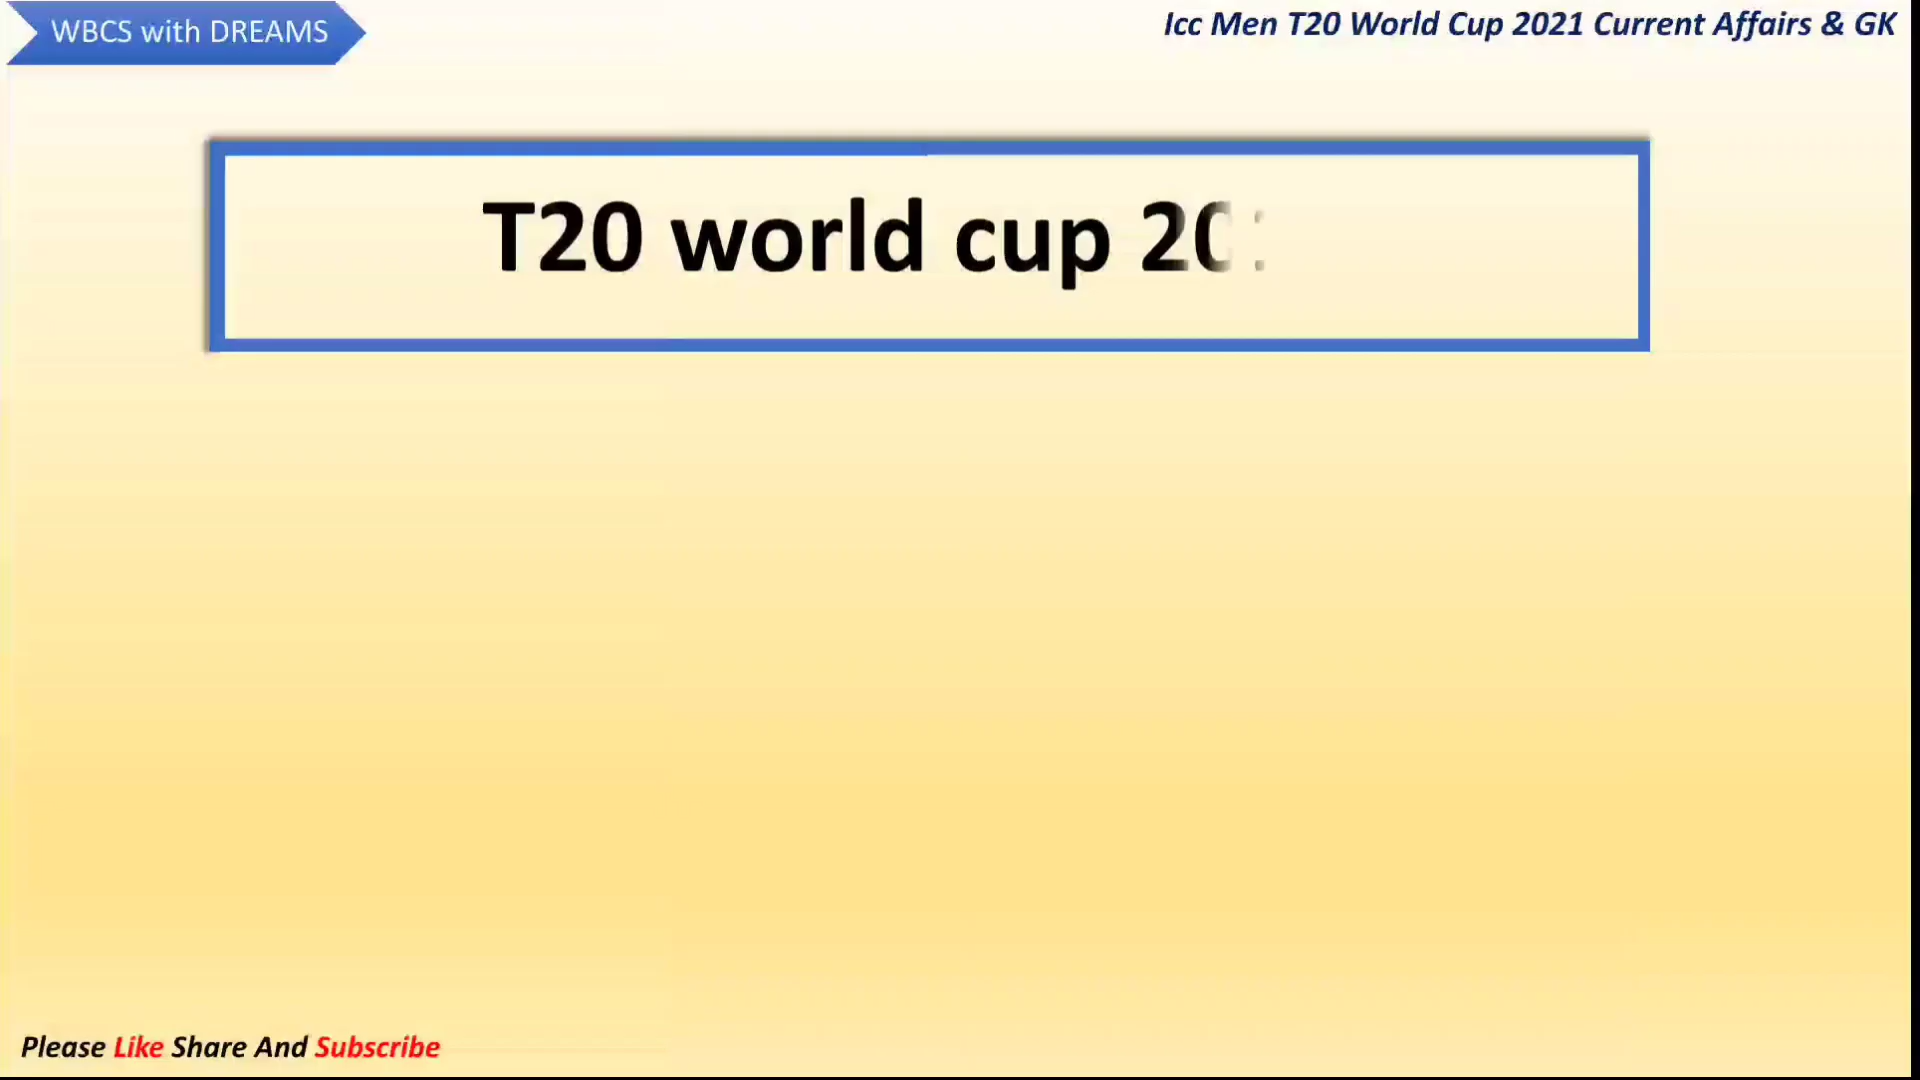 WBCS with DREAMS
Icc Men T20 World Cup 2021 Current Affairs & GK
T20 world cup
Please Like Share And Subscribe